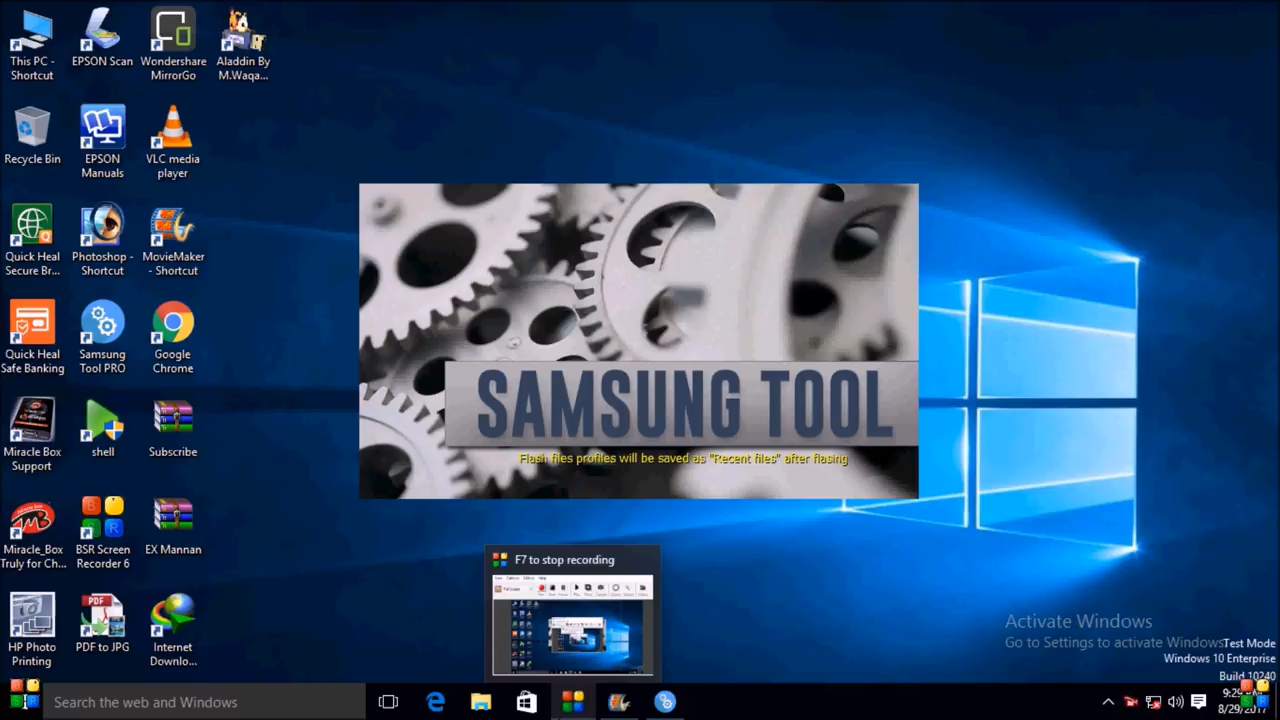 This PC -
Shortcut
EPSON Scan
Wondershare
MirrorGo
Aladdin By
M.Waqa...
Recycle Bin
EPSON
Manuals
VLC media
player
Quick Heal
Secure Br...
Photoshop -
Shortcut
MovieMaker
- Shortcut
Quick Heal
Safe Banking
Samsung
Tool PRO
Google
Chrome
Miracle Box
Support
shell
Subscribe
Miracle_Box
Truly for Ch...
BSR Screen
Recorder 6
EX Mannan
HP Photo
Printing
PDF
PDF to JPG
Internet
Downlo...
SAMSUNG TOOL
Flash files profiles will be saved as "Recent files" after flasing
F7 to stop recording
Activate Windows
Go to Settings to activate Windows.
Test Mode
Windows 10 Enterprise
Build 10240
Search the web and Windows
8/29/2017